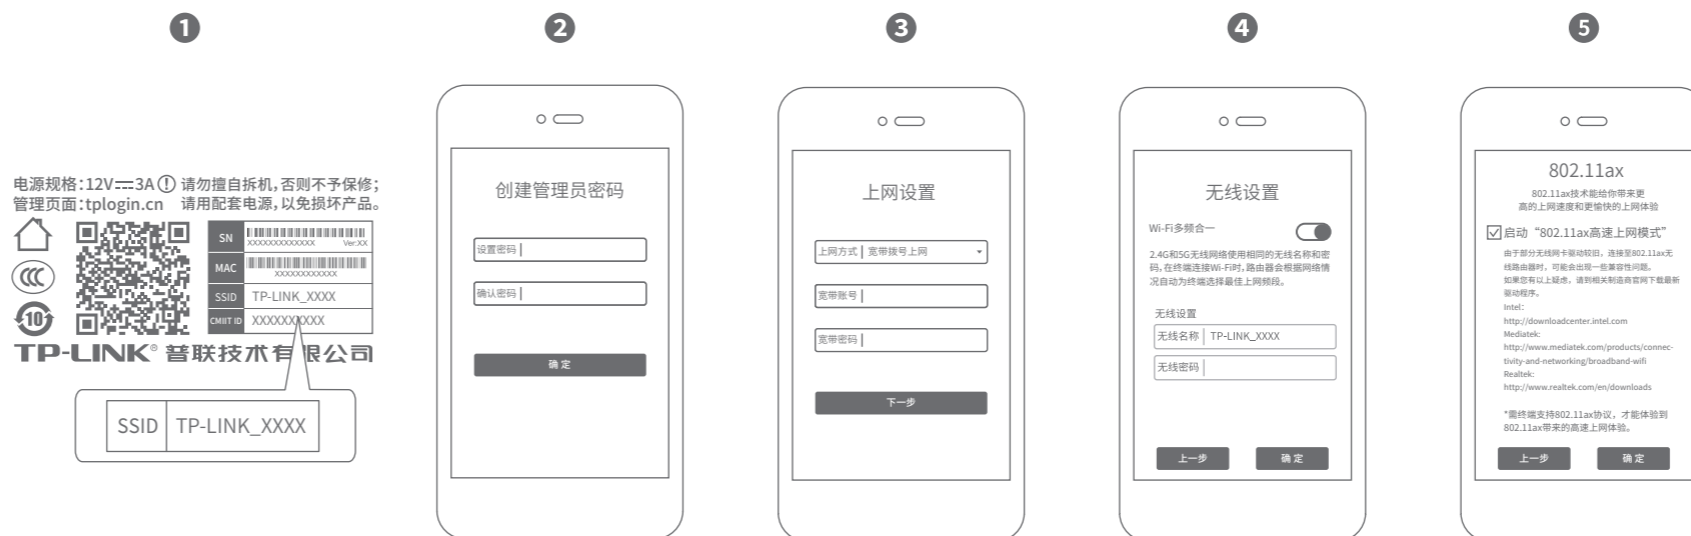 1
2
3
4
5
电源规格:12V⎓3A 请勿擅自拆机,否则不予保修;
管理页面:tplogin.cn 请用配套电源,以免损坏产品。
SN XXXXXXXXXXXXX Ver:XX
MAC XXXXXXXXXXXX
SSID TP-LINK_XXXX
CMIIT ID XXXXXXXXXX
CCC
10
TP-LINK® 普联技术有限公司
SSID TP-LINK_XXXX
创建管理员密码
设置密码
确认密码
确 定
上网设置
上网方式 宽带拨号上网
宽带账号
宽带密码
下一步
无线设置
Wi-Fi多频合一
2.4G和5G无线网络使用相同的无线名称和密
码,在终端连接Wi-Fi时,路由器会根据网络情
况自动为终端选择最佳上网频段。
无线设置
无线名称 TP-LINK_XXXX
无线密码
上一步 确 定
802.11ax
802.11ax技术能给你带来更
高的上网速度和更愉快的上网体验
启动“802.11ax高速上网模式”
由于部分无线网卡驱动较旧，连接至802.11ax无
线路由器时，可能会出现一些兼容性问题。
如果您有以上疑虑，请到相关制造商官网下载最新
驱动程序。
Intel:
http://downloadcenter.intel.com
Mediatek:
http://www.mediatek.com/products/connec-
tivity-and-networking/broadband-wifi
Realtek:
http://www.realtek.com/en/downloads
*需终端支持802.11ax协议，才能体验到
802.11ax带来的高速上网体验。
上一步 确 定